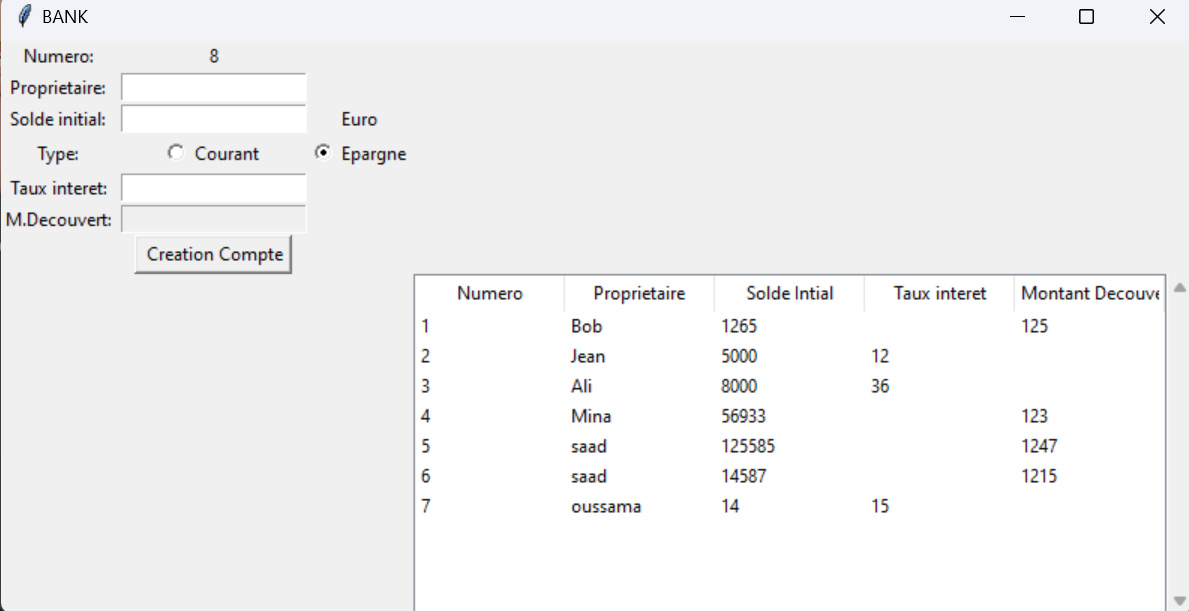 BANK
Numero: 8
Proprietaire:
Solde initial: Euro
Type: Courant Epargne
Taux interet:
M.Decouvert:
Creation Compte
Numero Proprietaire Solde Intial Taux interet Montant Decouve
1 Bob 1265 125
2 Jean 5000 12
3 Ali 8000 36
4 Mina 56933 123
5 saad 125585 1247
6 saad 14587 1215
7 oussama 14 15